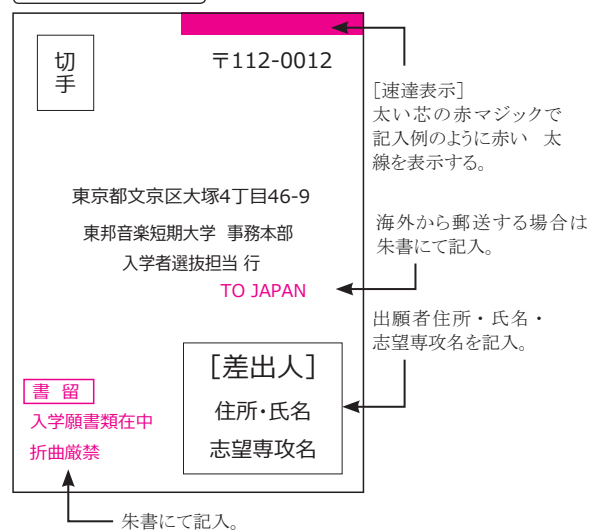 切手
〒112-0012
[速達表示]
太い芯の赤マジックで
記入例のように赤い 太
線を表示する。
東京都文京区大塚4丁目46-9
東邦音楽短期大学 事務本部
入学者選抜担当 行
TO JAPAN
海外から郵送する場合は
朱書にて記入。
出願者住所・氏名・
志望専攻名を記入。
[差出人]
住所・氏名
志望専攻名
書 留
入学願書類在中
折曲厳禁
朱書にて記入。